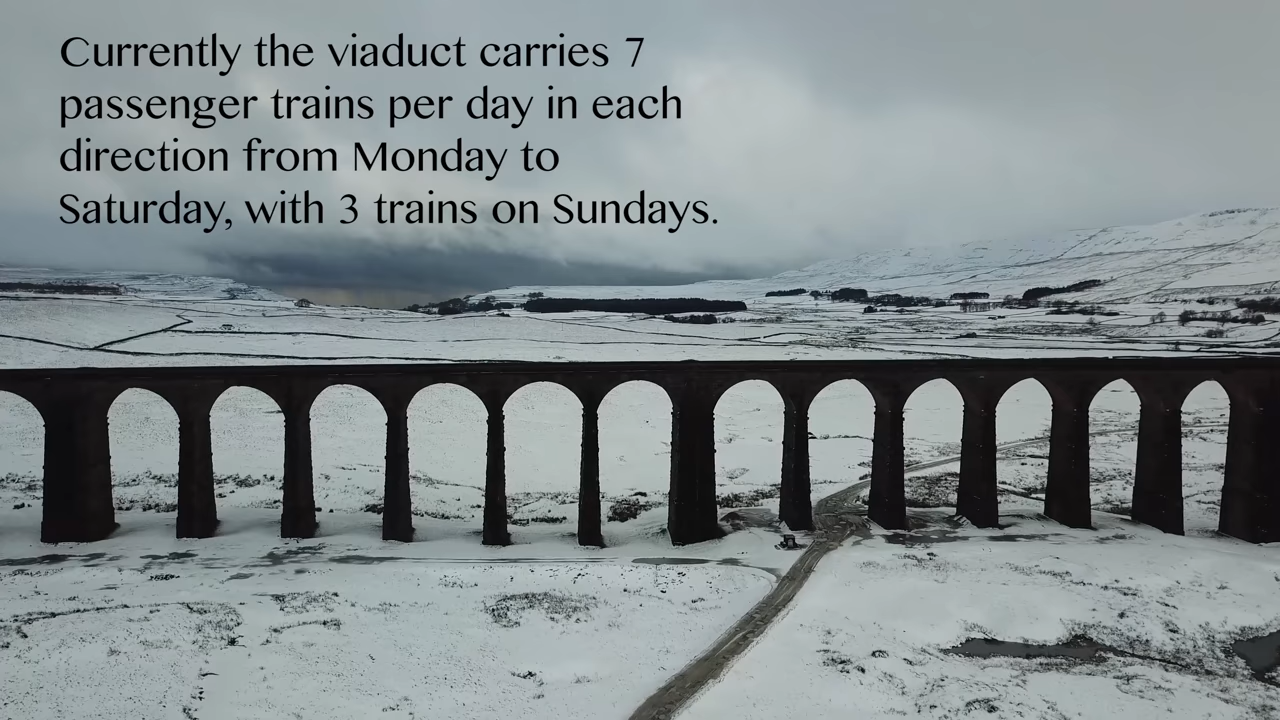 Currently the viaduct carries 7
passenger trains per day in each
direction from Monday to
Saturday, with 3 trains on Sundays.